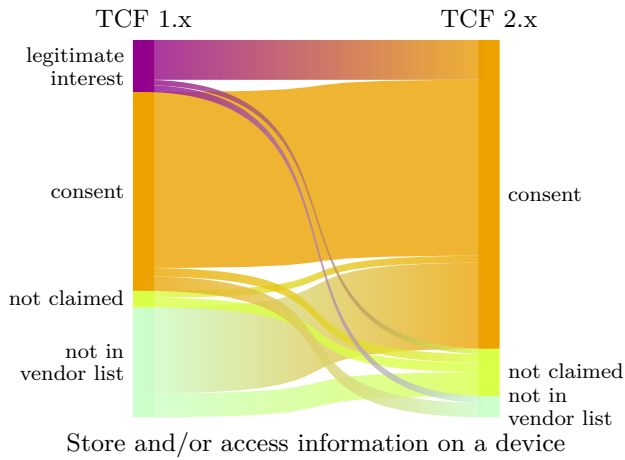 TCF 1.x
TCF 2.x
legitimate
interest
consent
not claimed
not in
vendor list
consent
not claimed
not in
vendor list
Store and/or access information on a device